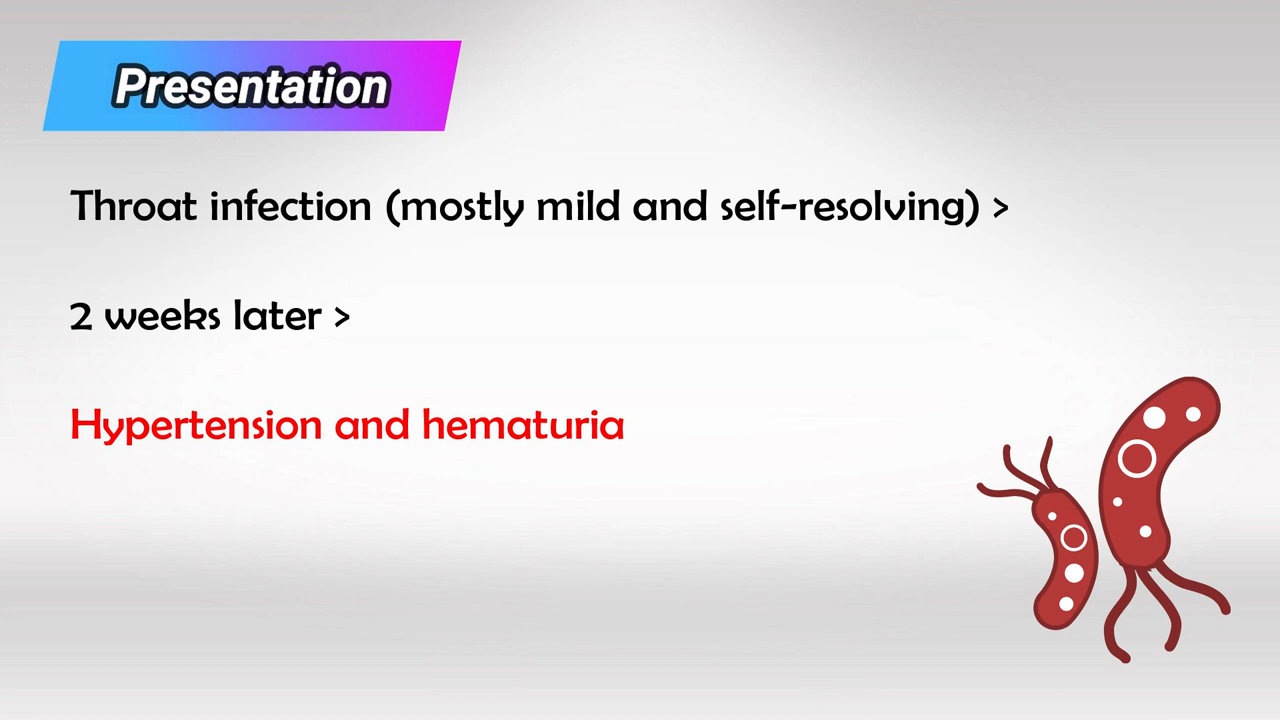 Presentation
Throat infection (mostly mild and self-resolving) >
2 weeks later >
Hypertension and hematuria